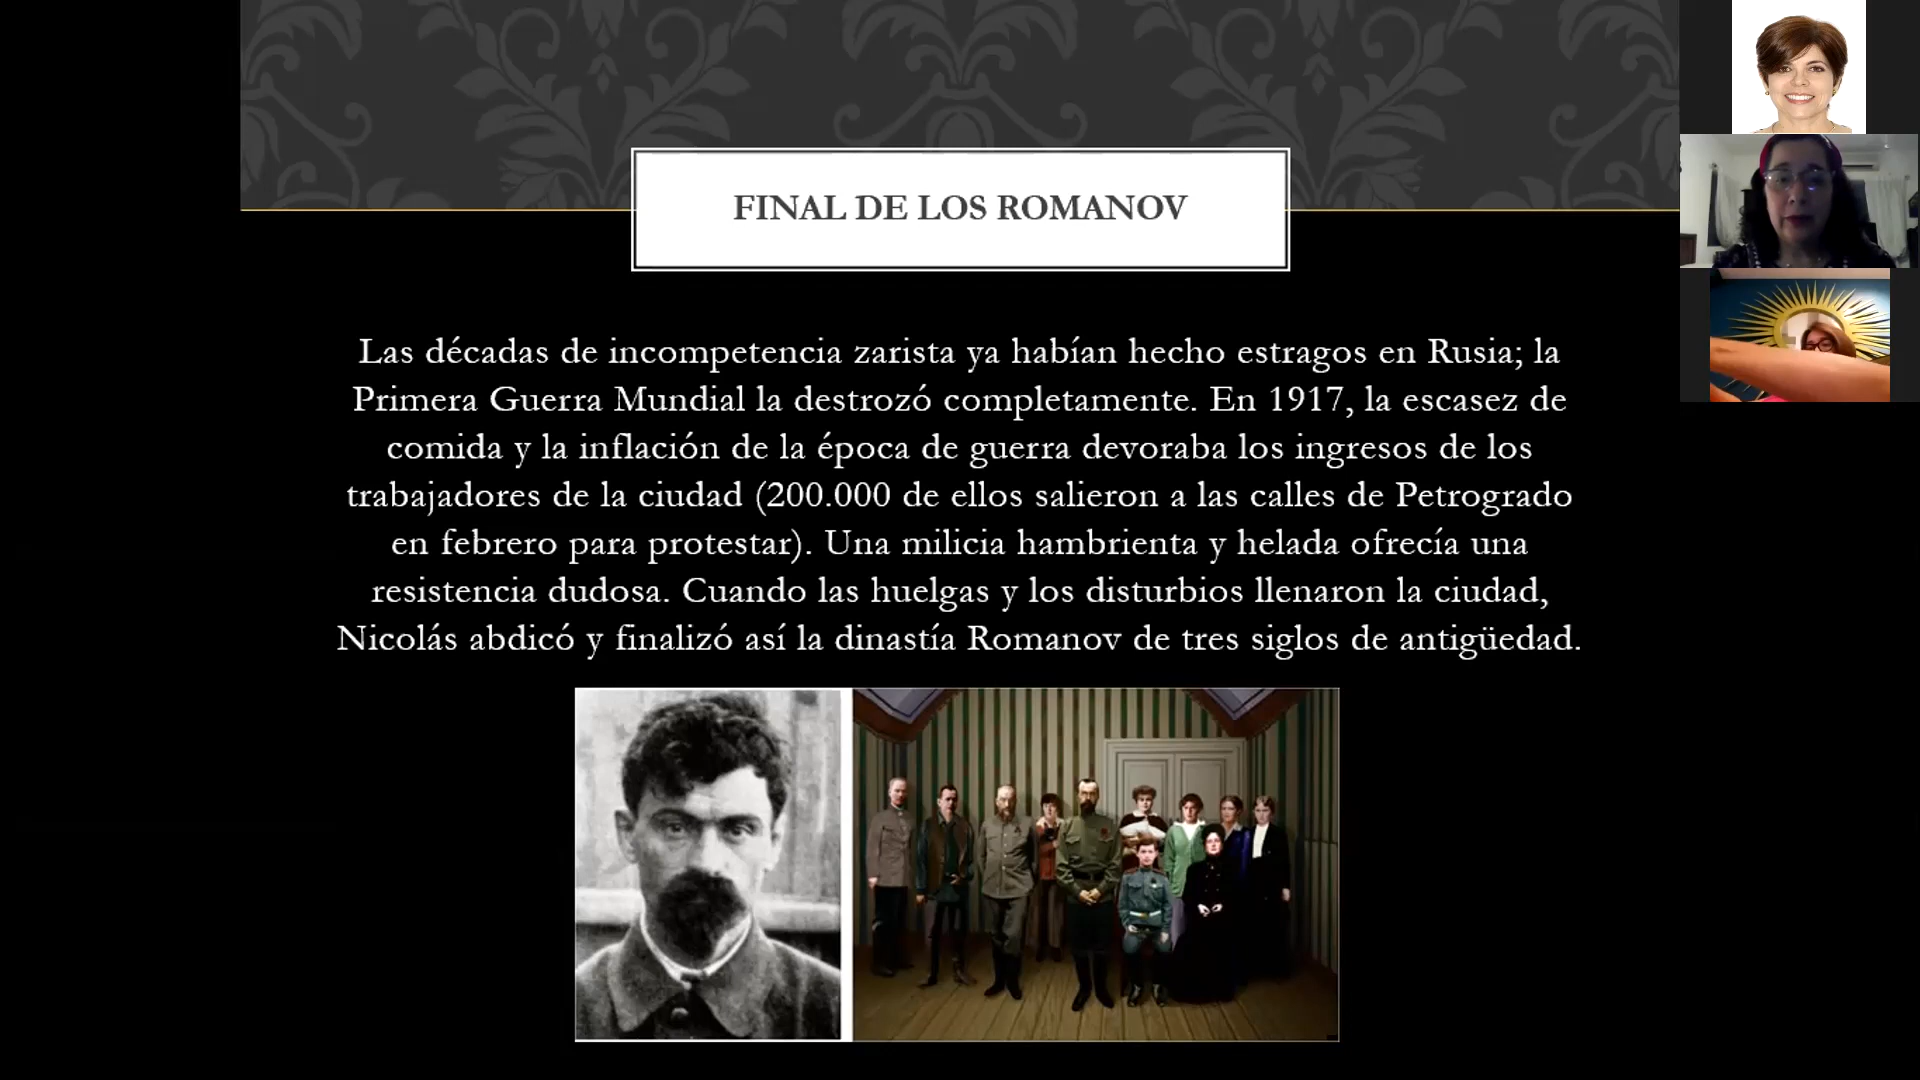 FINAL DE LOS ROMANOV
Las décadas de incompetencia zarista ya habían hecho estragos en Rusia; la
Primera Guerra Mundial la destrozó completamente. En 1917, la escasez de
comida y la inflación de la época de guerra devoraba los ingresos de los
trabajadores de la ciudad (200.000 de ellos salieron a las calles de Petrogrado
en febrero para protestar). Una milicia hambrienta y helada ofrecía una
resistencia dudosa. Cuando las huelgas y los disturbios llenaron la ciudad,
Nicolás abdicó y finalizó así la dinastía Romanov de tres siglos de antigüedad.